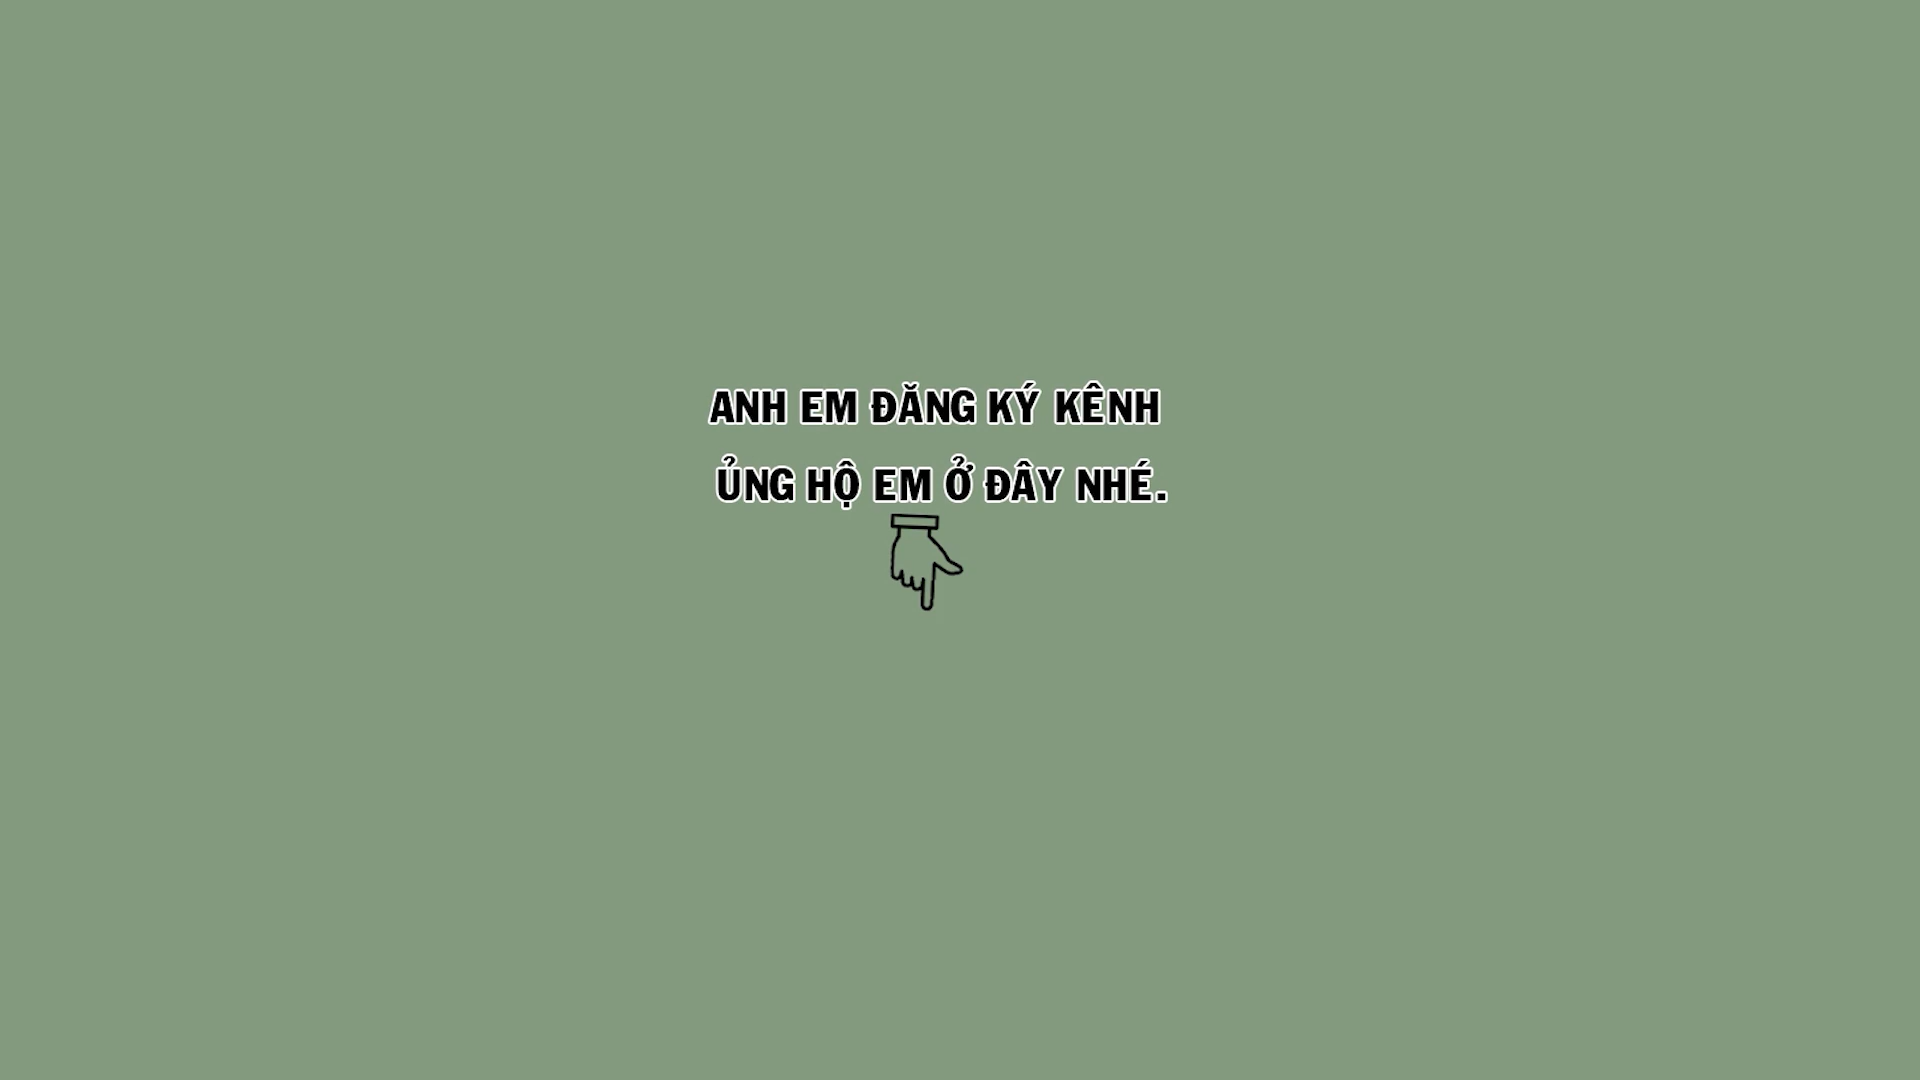 ANH EM ĐĂNG KÝ KÊNH
ỦNG HỘ EM Ở ĐÂY NHÉ.